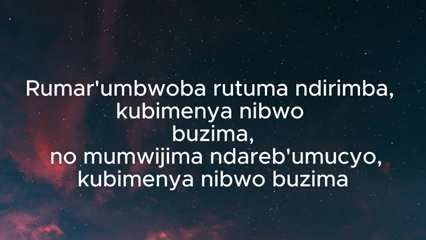 Rumar'umbwoba rutuma ndirimba,
kubimenya nibwo
buzima,
no mumwijima ndareb'umucyo,
kubimenya nibwo buzima